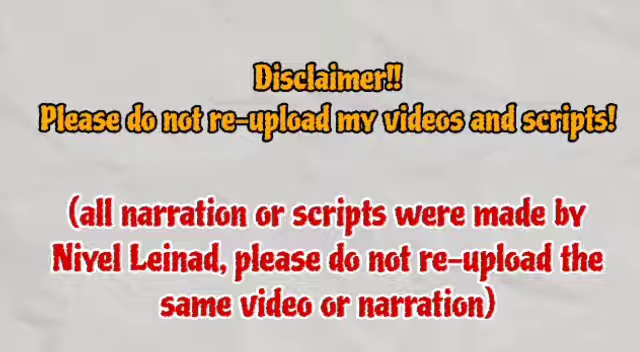 Disclaimer!!
Please do not re-upload my videos and scripts!
(all narration or scripts were made by
Niyel Leinad, please do not re-upload the
same video or narration)